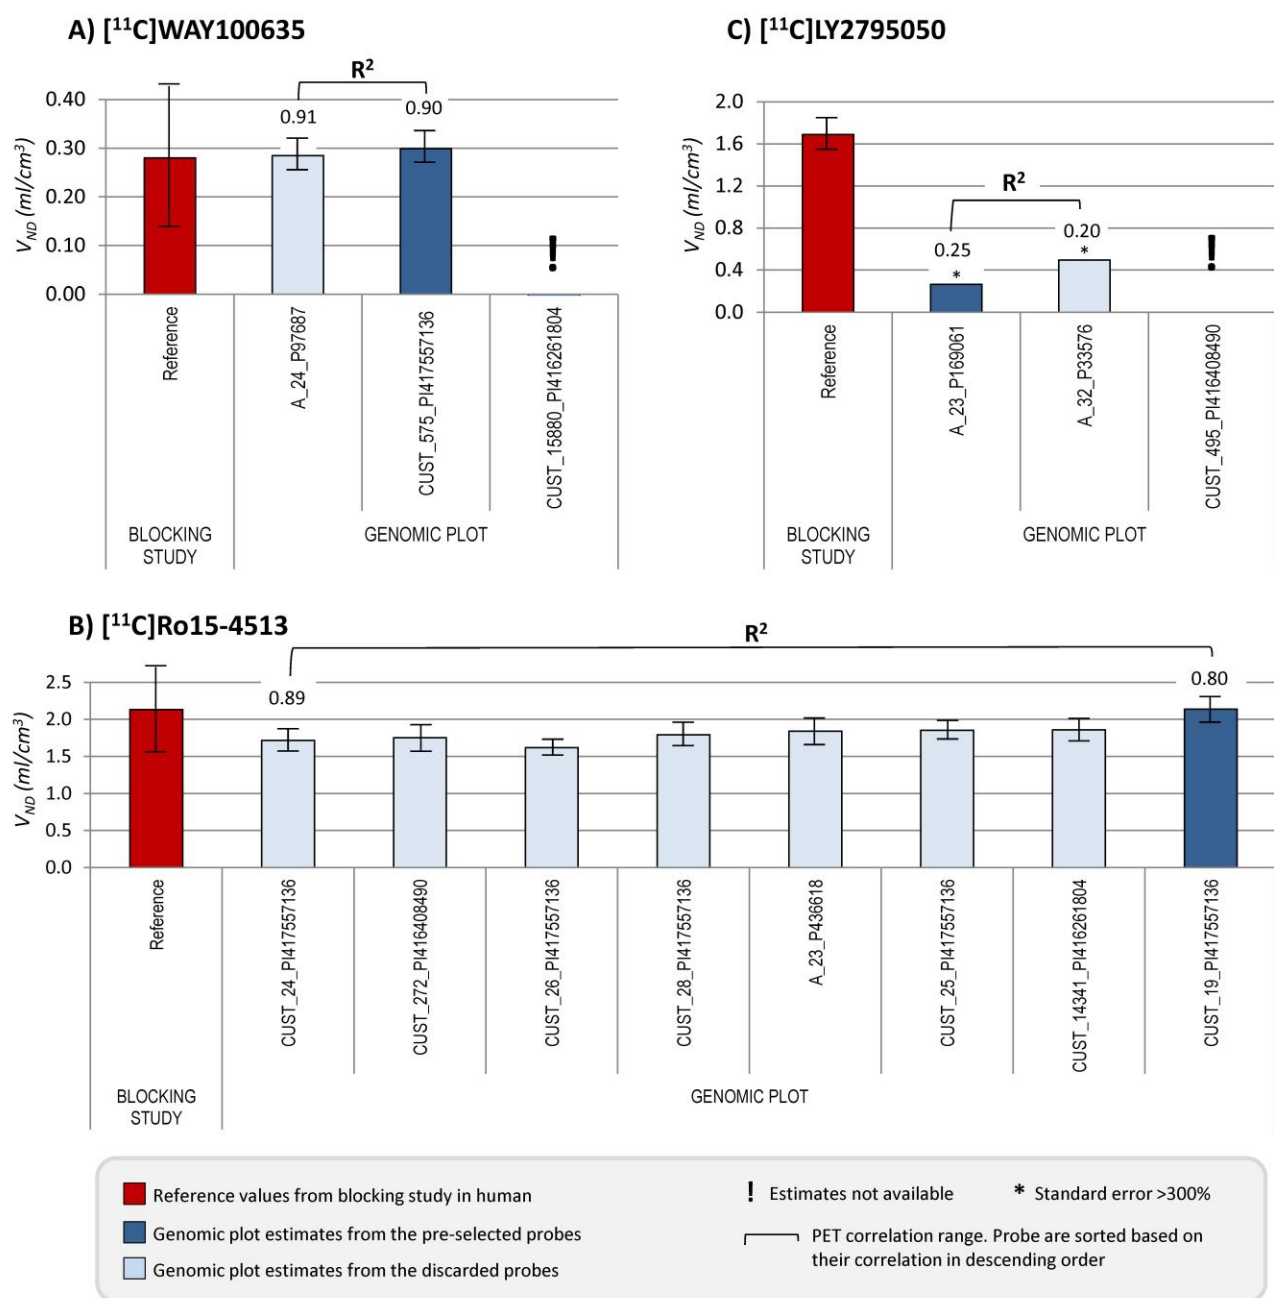 A) [¹¹C]WAY100635
R²
0.91
0.90
0.40
0.30
0.20
0.10
0.00
V_ND (ml/cm³)
!
Reference
A_24_P97687
CUST_575_PI417557136
CUST_15880_PI416261804
BLOCKING
STUDY
GENOMIC PLOT
C) [¹¹C]LY2795050
2.0
1.6
1.2
0.8
0.4
0.0
V_ND (ml/cm³)
R²
0.25
*
0.20
*
!
Reference
A_23_P169061
A_32_P33576
CUST_495_PI416408490
BLOCKING
STUDY
GENOMIC PLOT
B) [¹¹C]Ro15-4513
R²
0.89
0.80
2.5
2.0
1.5
1.0
0.5
0.0
V_ND (ml/cm³)
Reference
CUST_24_PI417557136
CUST_272_PI416408490
CUST_26_PI417557136
CUST_28_PI417557136
A_23_P436618
CUST_25_PI417557136
CUST_14341_PI416261804
CUST_19_PI417557136
BLOCKING
STUDY
GENOMIC PLOT
Reference values from blocking study in human
Genomic plot estimates from the pre-selected probes
Genomic plot estimates from the discarded probes
! Estimates not available
* Standard error >300%
PET correlation range. Probe are sorted based on
their correlation in descending order